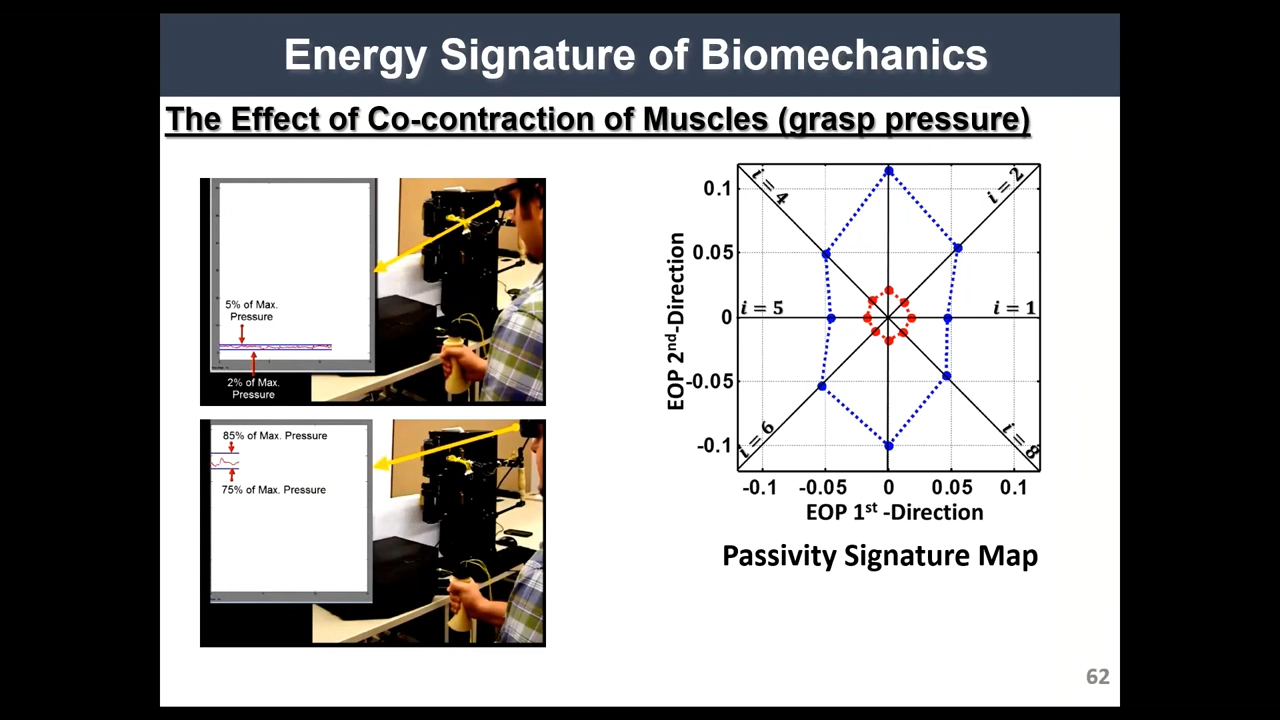 Energy Signature of Biomechanics
The Effect of Co-contraction of Muscles (grasp pressure)
5% of Max.
Pressure
2% of Max.
Pressure
85% of Max. Pressure
75% of Max. Pressure
EOP 2nd-Direction
0.1
0.05
0
-0.05
-0.1
i = 4
i = 2
i = 5
i = 1
i = 6
i = 8
-0.1 -0.05 0 0.05 0.1
EOP 1st -Direction
Passivity Signature Map
62